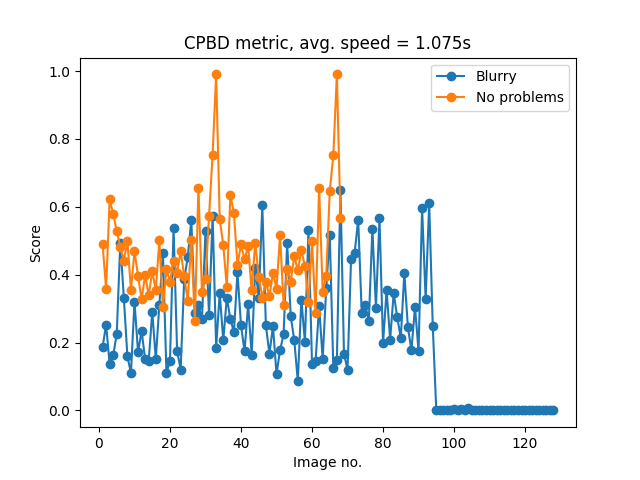 CPBD metric, avg. speed = 1.075s
Blurry
No problems
Score
1.0
0.8
0.6
0.4
0.2
0.0
0 20 40 60 80 100 120
Image no.